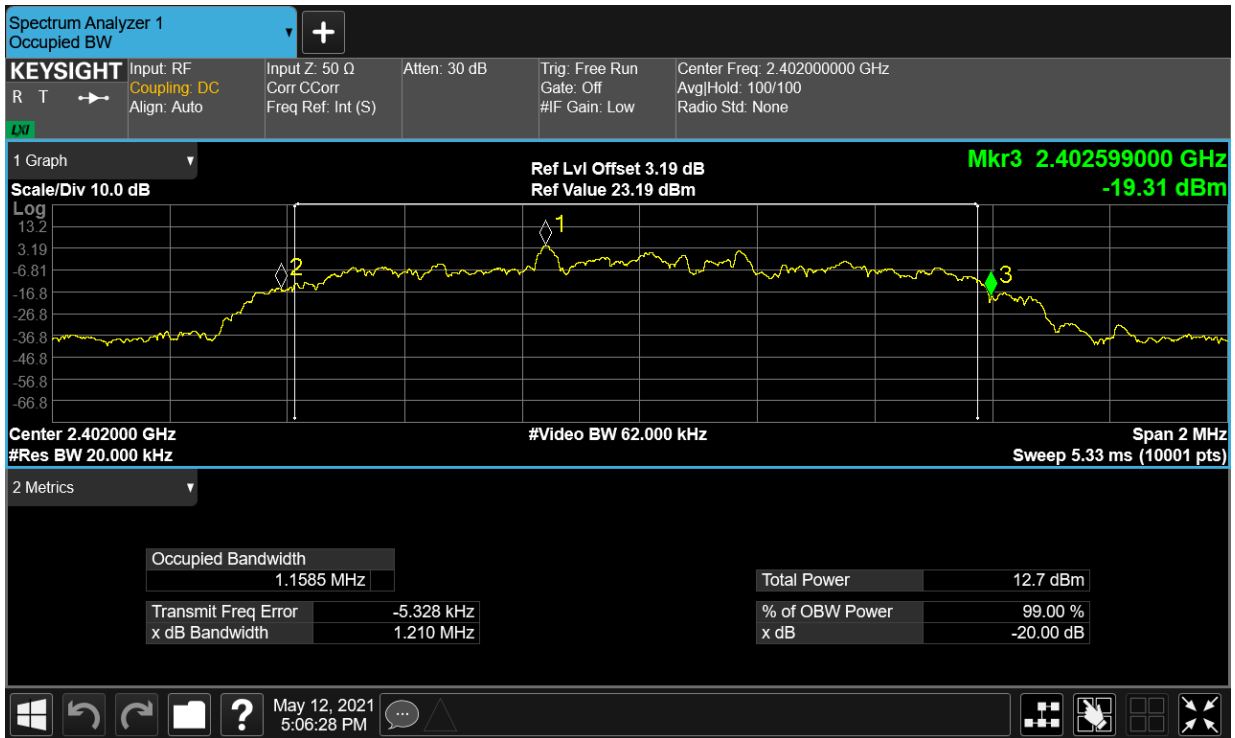 Spectrum Analyzer 1
Occupied BW
KEYSIGHT
R T
LXI
Input: RF
Coupling: DC
Align: Auto
Input Z: 50 Ω
Corr CCorr
Freq Ref: Int (S)
Atten: 30 dB
Trig: Free Run
Gate: Off
#IF Gain: Low
Center Freq: 2.402000000 GHz
Avg|Hold: 100/100
Radio Std: None
1 Graph
Scale/Div 10.0 dB
Ref Lvl Offset 3.19 dB
Ref Value 23.19 dBm
Mkr3 2.402599000 GHz
-19.31 dBm
Log
13.2
3.19
-6.81
-16.8
-26.8
-36.8
-46.8
-56.8
-66.8
1
2
3
Center 2.402000 GHz
#Res BW 20.000 kHz
#Video BW 62.000 kHz
Span 2 MHz
Sweep 5.33 ms (10001 pts)
2 Metrics
Occupied Bandwidth
1.1585 MHz
Transmit Freq Error -5.328 kHz
x dB Bandwidth 1.210 MHz
Total Power 12.7 dBm
% of OBW Power 99.00 %
x dB -20.00 dB
?
May 12, 2021
5:06:28 PM